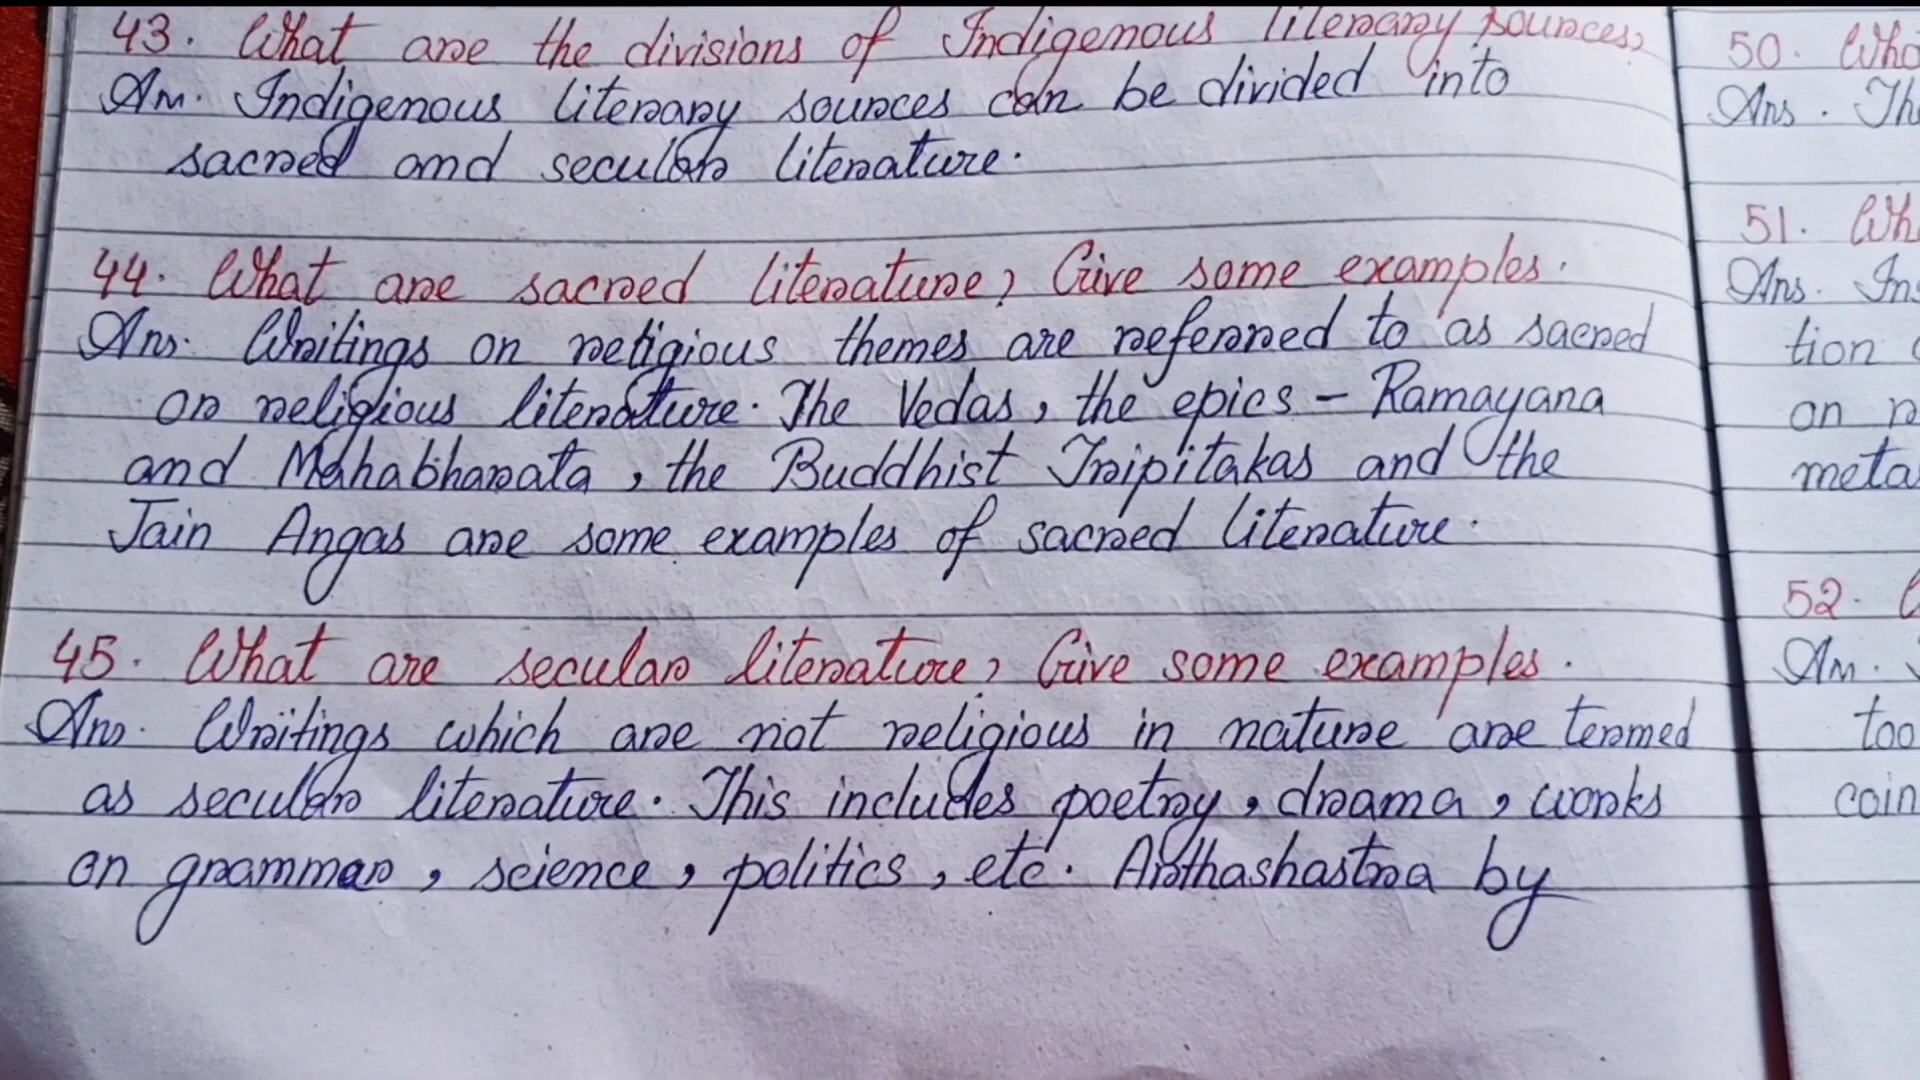 43. What are the divisions of Indigenous literary sources?
Ans. Indigenous literary sources can be divided into
sacred and secular literature.
44. What are sacred literature? Give some examples.
Ans. Writings on religious themes are referred to as sacred
or religious literature. The Vedas, the epics - Ramayana
and Mahabharata, the Buddhist Tripitakas and the
Jain Angas are some examples of sacred literature.
45. What are secular literature? Give some examples.
Ans. Writings which are not religious in nature are termed
as secular literature. This includes poetry, drama, works
on grammar, science, politics, etc. Arthashastra by
50.
Ans.
51.
Ans.
tion
on
52.
Ans.
too
coin